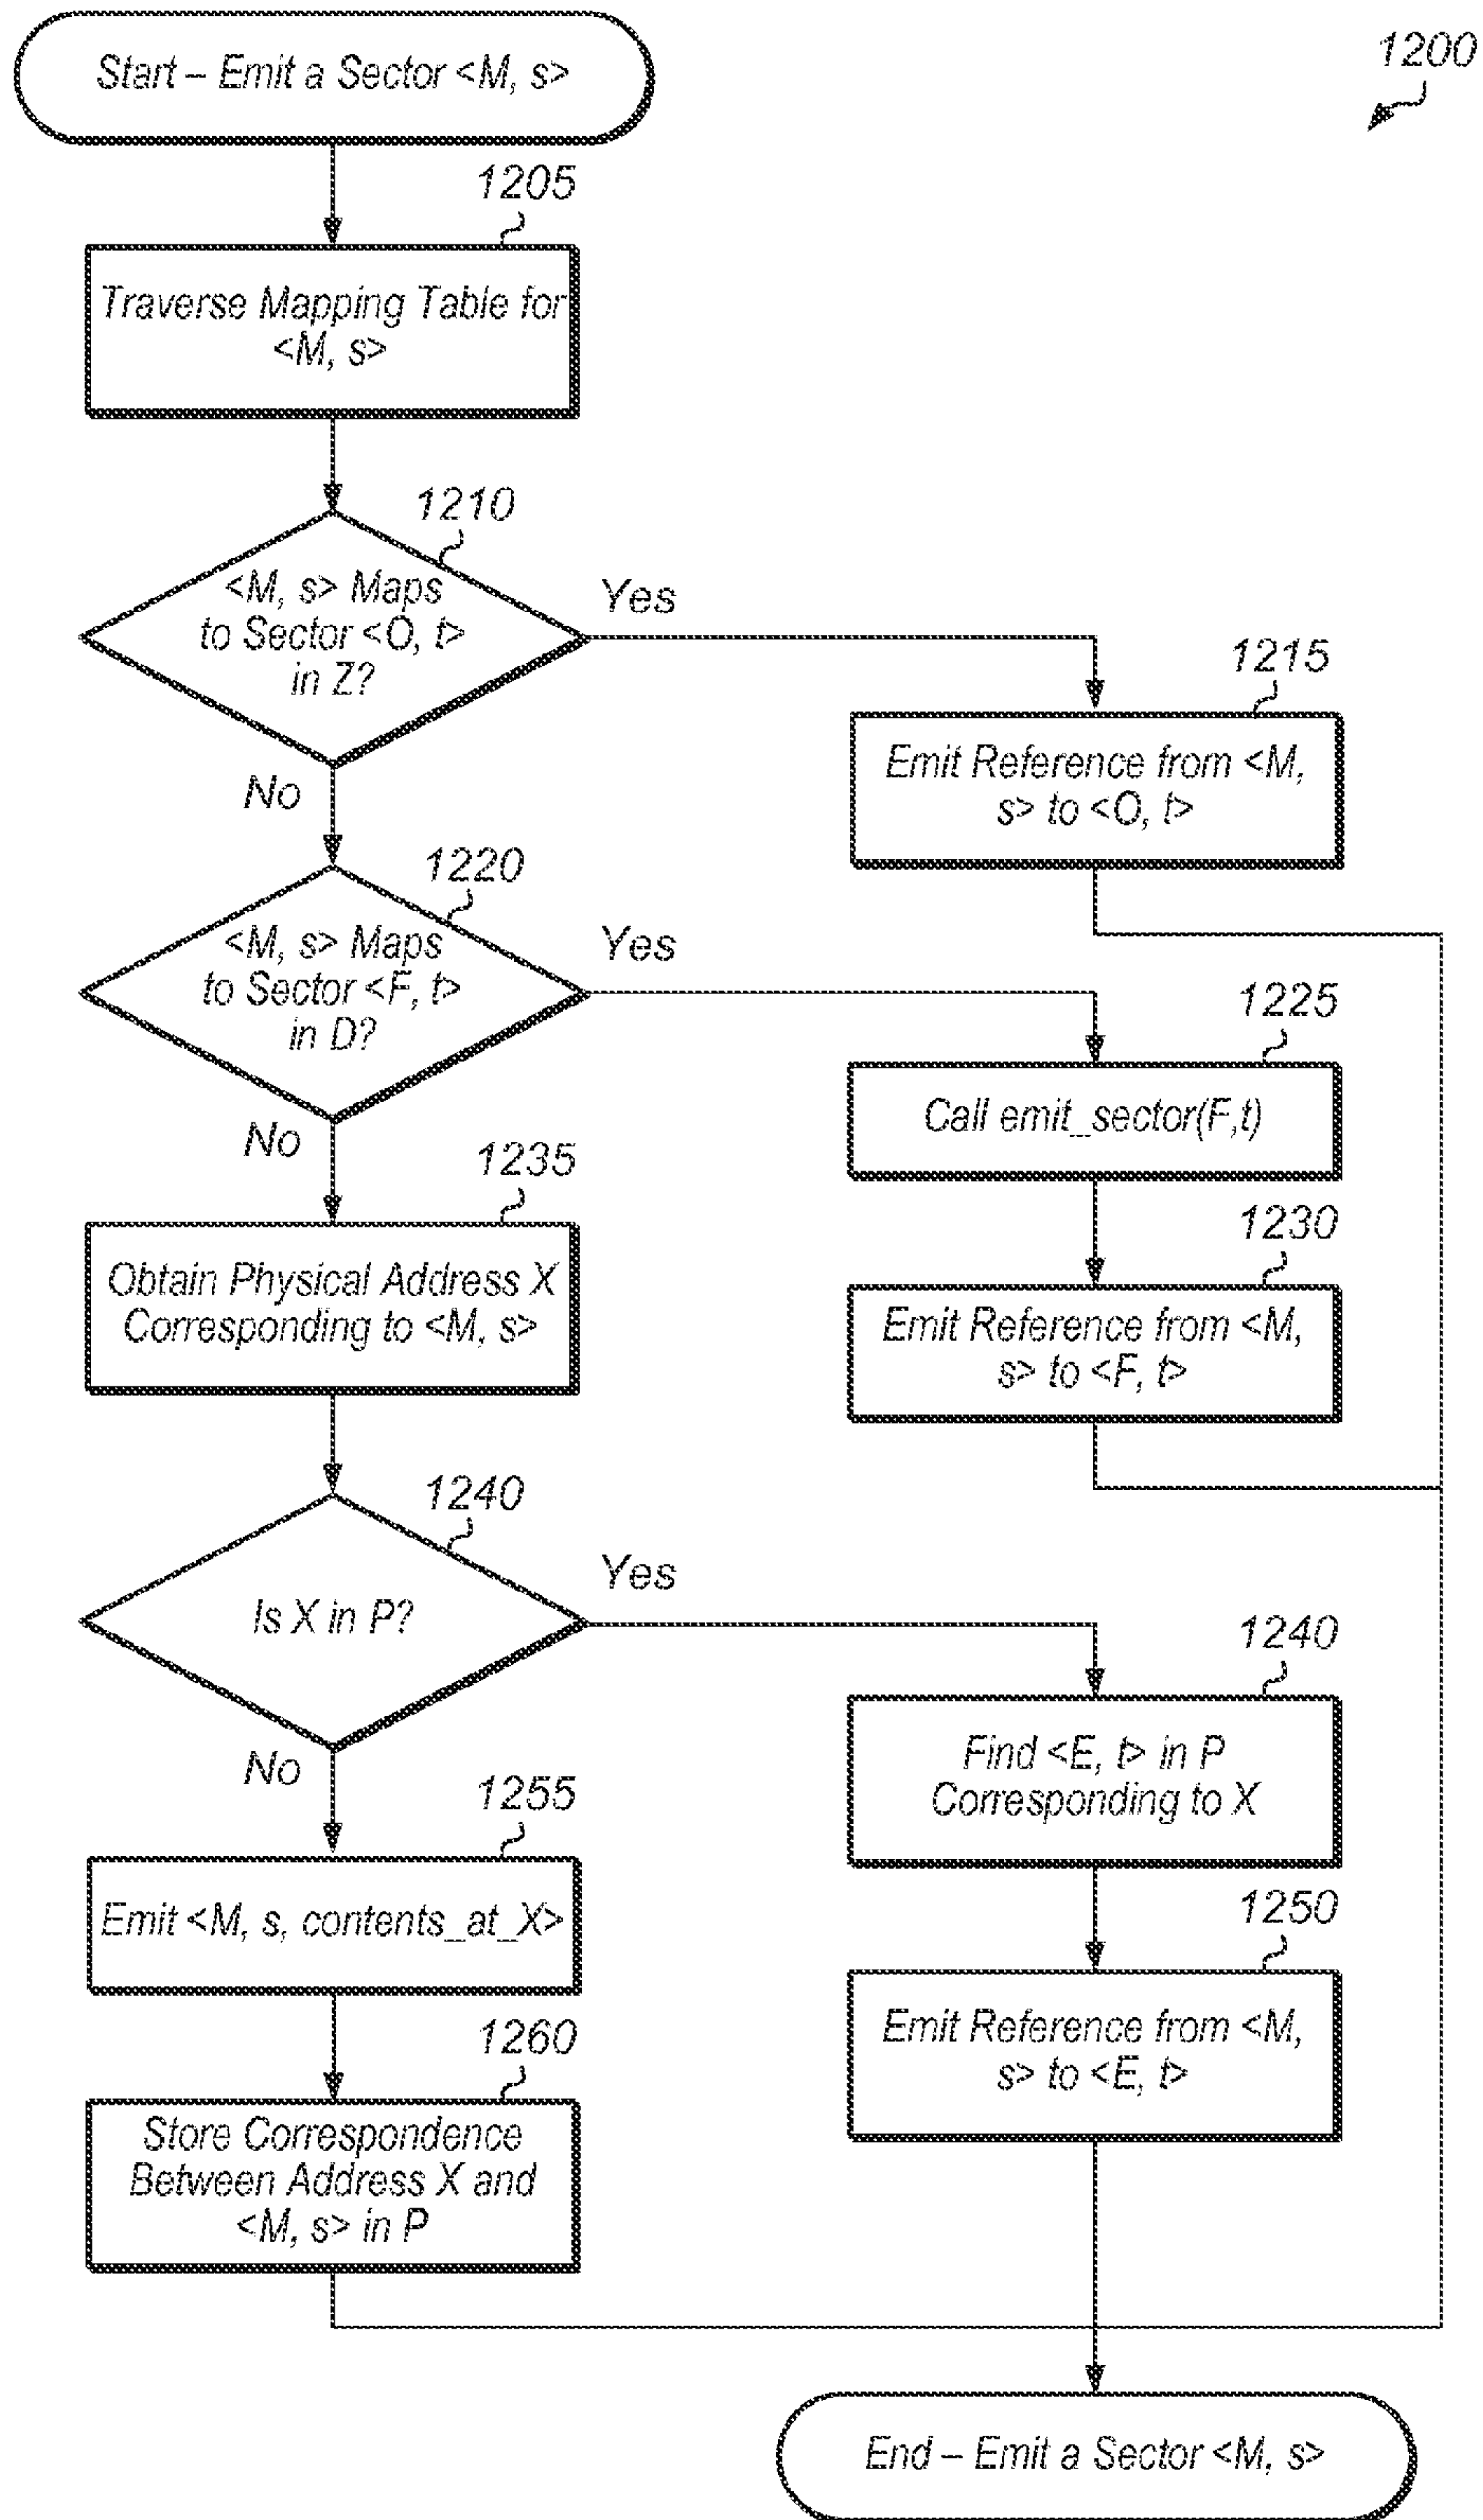 Start – Emit a Sector <M, s>
1200
1205
Traverse Mapping Table for
<M, s>
1210
<M, s> Maps
to Sector <O, t>
in Z?
Yes
No
1215
Emit Reference from <M,
s> to <O, t>
1220
<M, s> Maps
to Sector <F, t>
in D?
Yes
No
1225
Call emit_sector(F,t)
1230
Emit Reference from <M,
s> to <F, t>
1235
Obtain Physical Address X
Corresponding to <M, s>
1240
Is X in P?
Yes
No
1240
Find <E, t> in P
Corresponding to X
1250
Emit Reference from <M,
s> to <E, t>
1255
Emit <M, s, contents_at_X>
1260
Store Correspondence
Between Address X and
<M, s> in P
End – Emit a Sector <M, s>